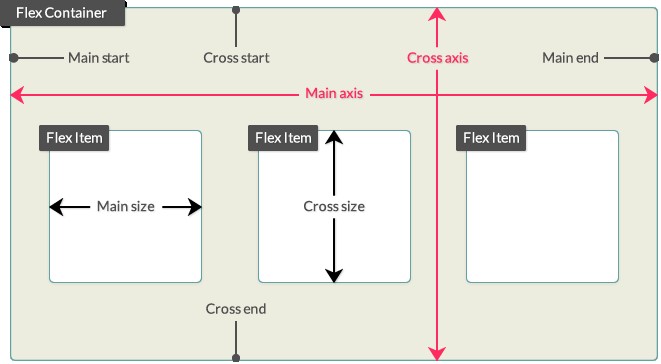 Flex Container
Main start
Cross start
Cross axis
Main end
Main axis
Flex Item
Flex Item
Flex Item
Main size
Cross size
Cross end